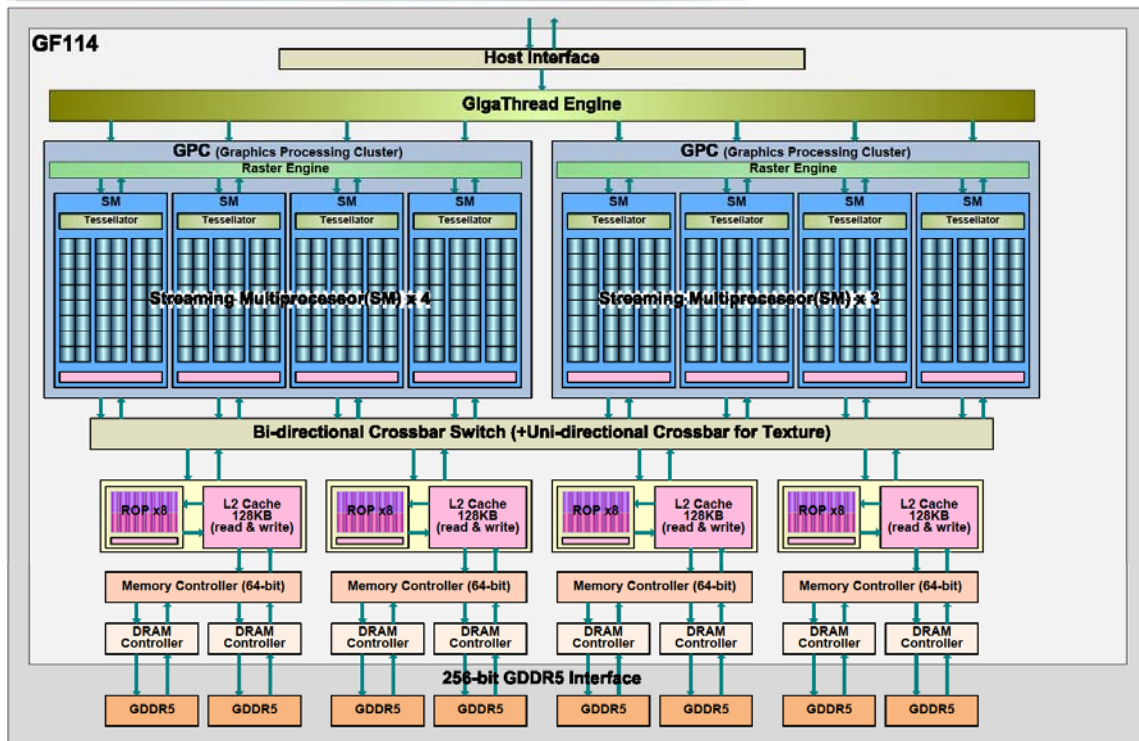 GF114
Host Interface
GigaThread Engine
GPC (Graphics Processing Cluster)
Raster Engine
SM
SM
SM
SM
Tessellator
Tessellator
Tessellator
Tessellator
Streaming Multiprocessor(SM) x 4
GPC (Graphics Processing Cluster)
Raster Engine
SM
SM
SM
SM
Tessellator
Tessellator
Tessellator
Tessellator
Streaming Multiprocessor(SM) x 3
Bi-directional Crossbar Switch (+Uni-directional Crossbar for Texture)
ROP x8
L2 Cache
128KB
(read & write)
ROP x8
L2 Cache
128KB
(read & write)
ROP x8
L2 Cache
128KB
(read & write)
ROP x8
L2 Cache
128KB
(read & write)
Memory Controller (64-bit)
Memory Controller (64-bit)
Memory Controller (64-bit)
Memory Controller (64-bit)
DRAM
Controller
DRAM
Controller
DRAM
Controller
DRAM
Controller
DRAM
Controller
DRAM
Controller
DRAM
Controller
DRAM
Controller
256-bit GDDR5 Interface
GDDR5
GDDR5
GDDR5
GDDR5
GDDR5
GDDR5
GDDR5
GDDR5